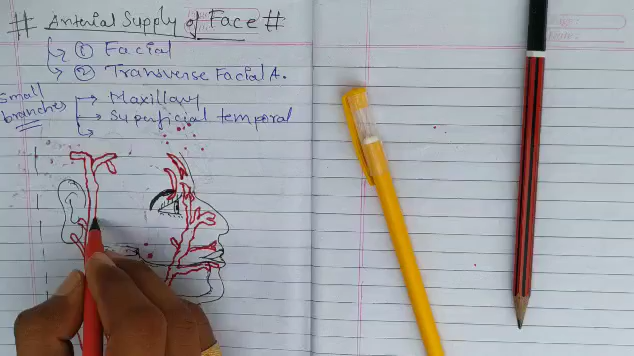 # Arterial Supply of Face #
① Facial
② Transverse Facial A.
Small → Maxillary
branches → Superficial temporal